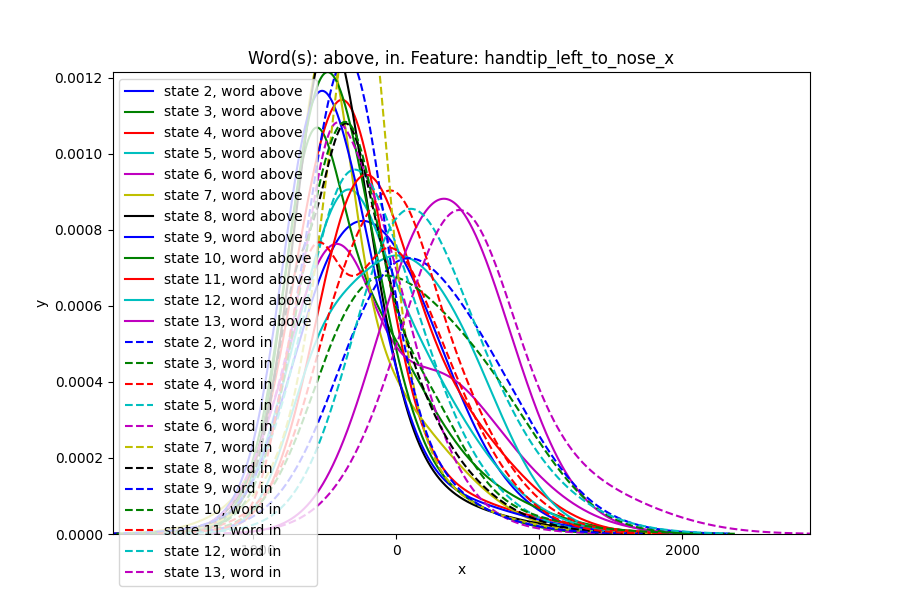 Word(s): above, in. Feature: handtip_left_to_nose_x
0.0012
0.0010
0.0008
0.0006
0.0004
0.0002
0.0000
y
state 2, word above
state 3, word above
state 4, word above
state 5, word above
state 6, word above
state 7, word above
state 8, word above
state 9, word above
state 10, word above
state 11, word above
state 12, word above
state 13, word above
state 2, word in
state 3, word in
state 4, word in
state 5, word in
state 6, word in
state 7, word in
state 8, word in
state 9, word in
state 10, word in
state 11, word in
state 12, word in
state 13, word in
0 1000 2000
x